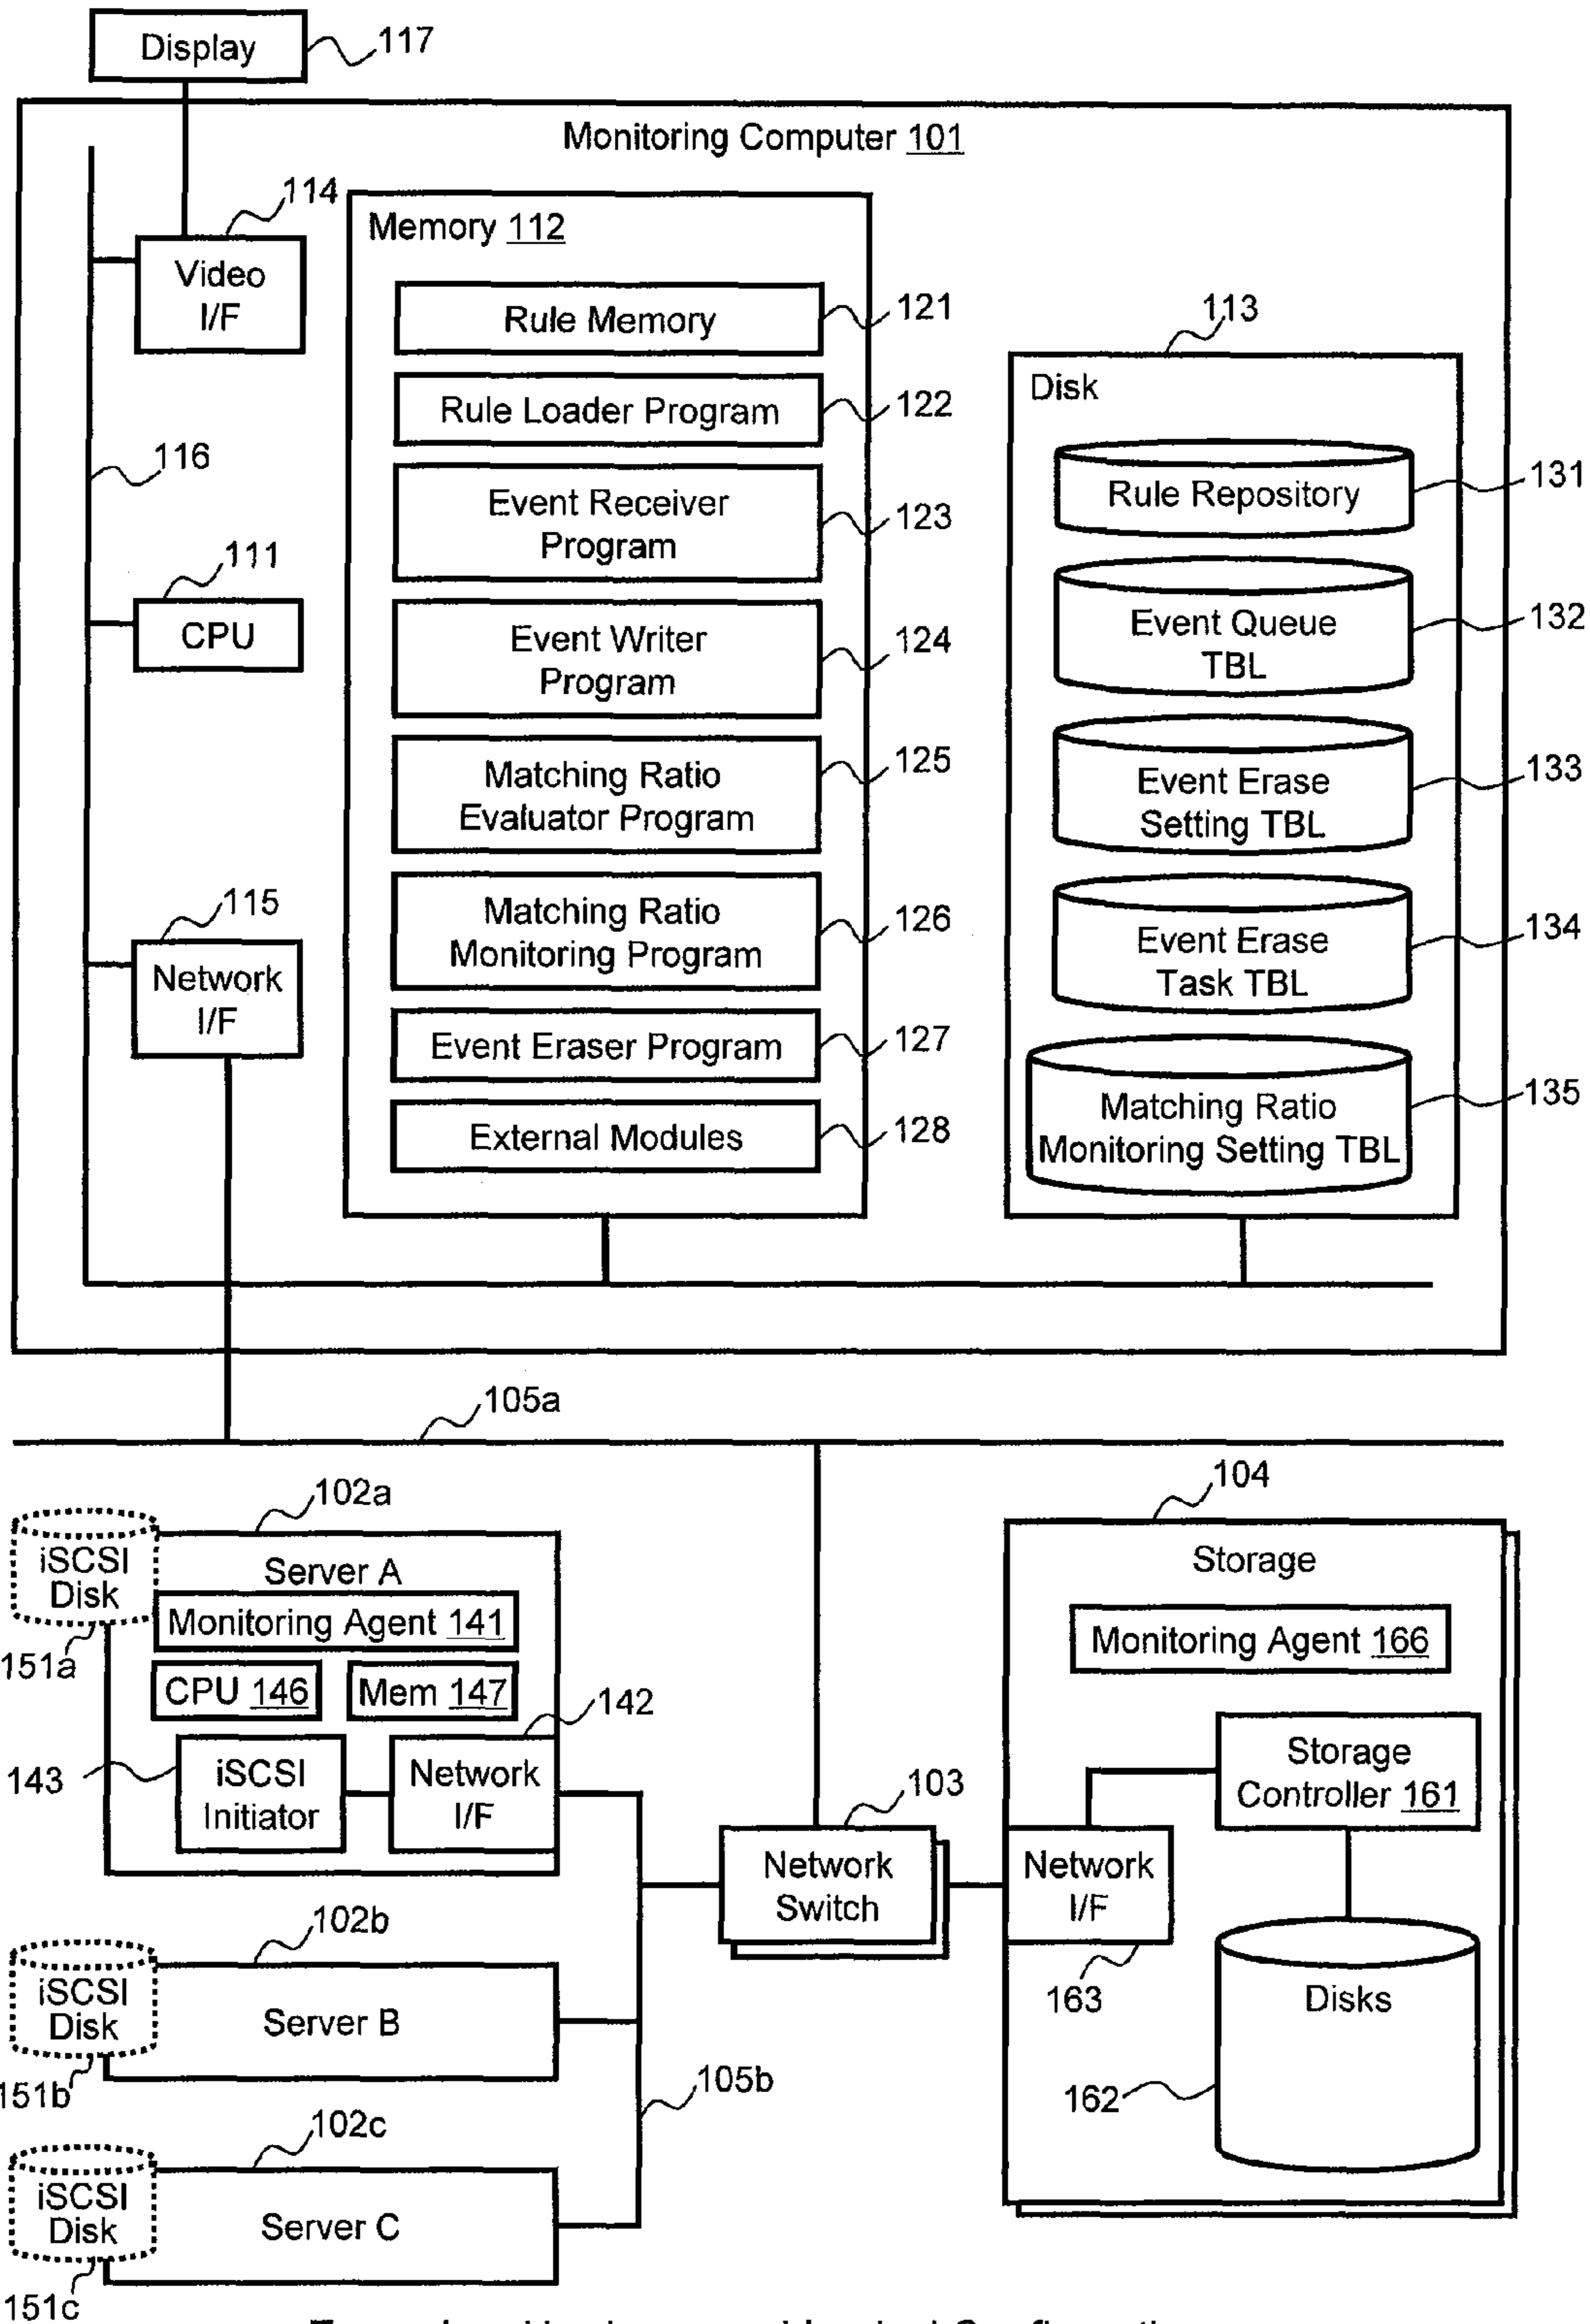 Display
117
Monitoring Computer 101
114
Video
I/F
116
111
CPU
115
Network
I/F
Memory 112
Rule Memory
121
Rule Loader Program
122
Event Receiver
Program
123
Event Writer
Program
124
Matching Ratio
Evaluator Program
125
Matching Ratio
Monitoring Program
126
Event Eraser Program
127
External Modules
128
113
Disk
Rule Repository
131
Event Queue
TBL
132
Event Erase
Setting TBL
133
Event Erase
Task TBL
134
Matching Ratio
Monitoring Setting TBL
135
105a
102a
iSCSI
Disk
151a
Server A
Monitoring Agent 141
CPU 146
Mem 147
142
143
iSCSI
Initiator
Network
I/F
102b
iSCSI
Disk
151b
Server B
105b
102c
iSCSI
Disk
151c
Server C
103
Network
Switch
104
Storage
Monitoring Agent 166
Storage
Controller 161
Network
I/F
163
Disks
162